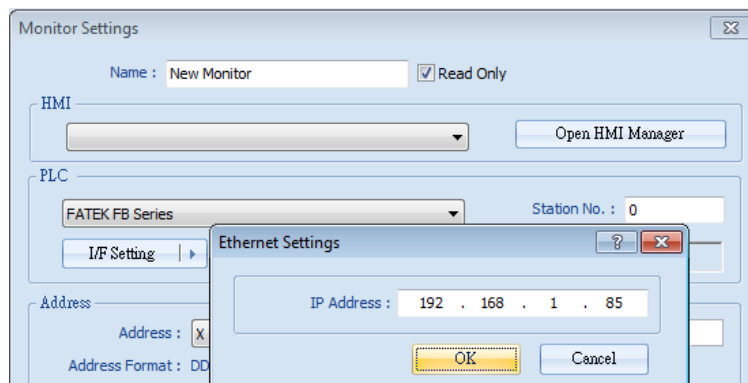 Monitor Settings
Name : New Monitor Read Only
HMI
Open HMI Manager
PLC
FATEK FB Series Station No. : 0
I/F Setting
Ethernet Settings
IP Address : 192 . 168 . 1 . 85
Address
Address : X
Address Format : DD
OK Cancel